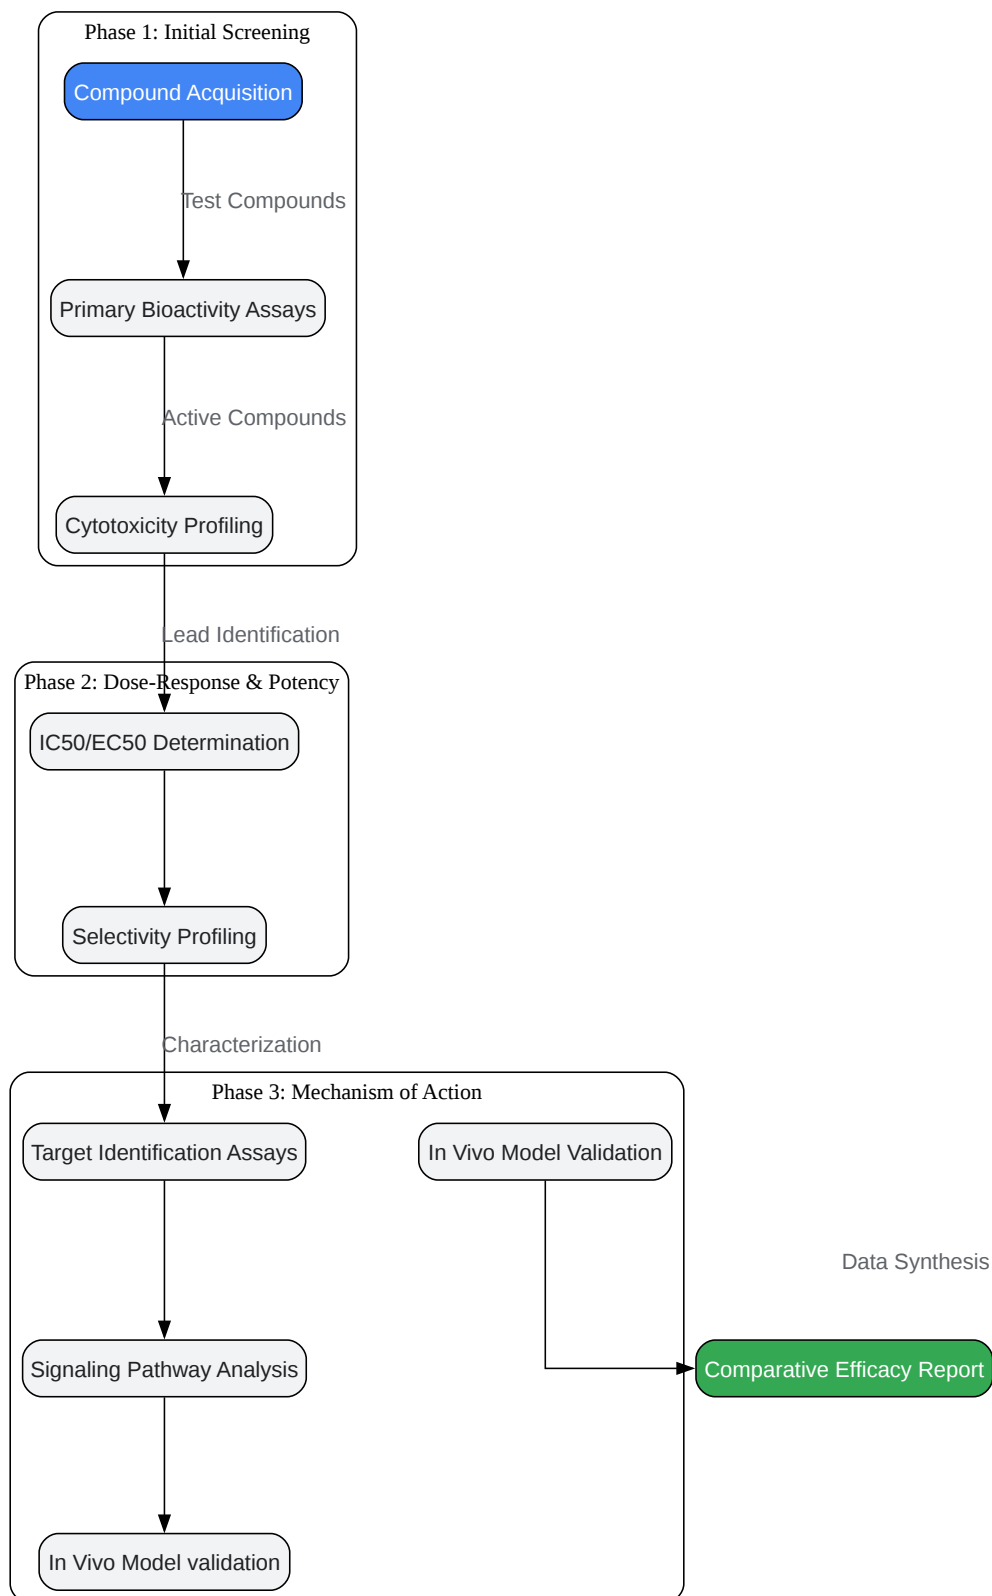 Phase 1: Initial Screening
Compound Acquisition
Test Compounds
Primary Bioactivity Assays
Active Compounds
Cytotoxicity Profiling
Lead Identification
Phase 2: Dose-Response & Potency
IC50/EC50 Determination
Selectivity Profiling
Characterization
Phase 3: Mechanism of Action
Target Identification Assays
In Vivo Model Validation
Data Synthesis
Signaling Pathway Analysis
Comparative Efficacy Report
In Vivo Model validation